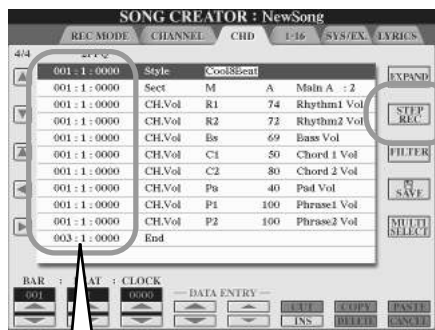 SONG CREATOR : NewSong
REC MODE CHANNEL CHD 1-16 SYS/EX. LYRICS
4/4
001 : 1 : 0000 Style Cool8Beat
EXPAND
001 : 1 : 0000 Sect M A Main A : 2
001 : 1 : 0000 CH.Vol R1 74 Rhythm1 Vol
STEP REC
001 : 1 : 0000 CH.Vol R2 72 Rhythm2 Vol
001 : 1 : 0000 CH.Vol Bs 69 Bass Vol
001 : 1 : 0000 CH.Vol C1 50 Chord 1 Vol
FILTER
001 : 1 : 0000 CH.Vol C2 80 Chord 2 Vol
001 : 1 : 0000 CH.Vol Pa 40 Pad Vol
SAVE
001 : 1 : 0000 CH.Vol P1 100 Phrase1 Vol
001 : 1 : 0000 CH.Vol P2 100 Phrase2 Vol
MULTI SELECT
003 : 1 : 0000 End
BAR : AT : CLOCK
001 0000 DATA ENTRY
CUT COPY PASTE
INS DELETE CANCEL